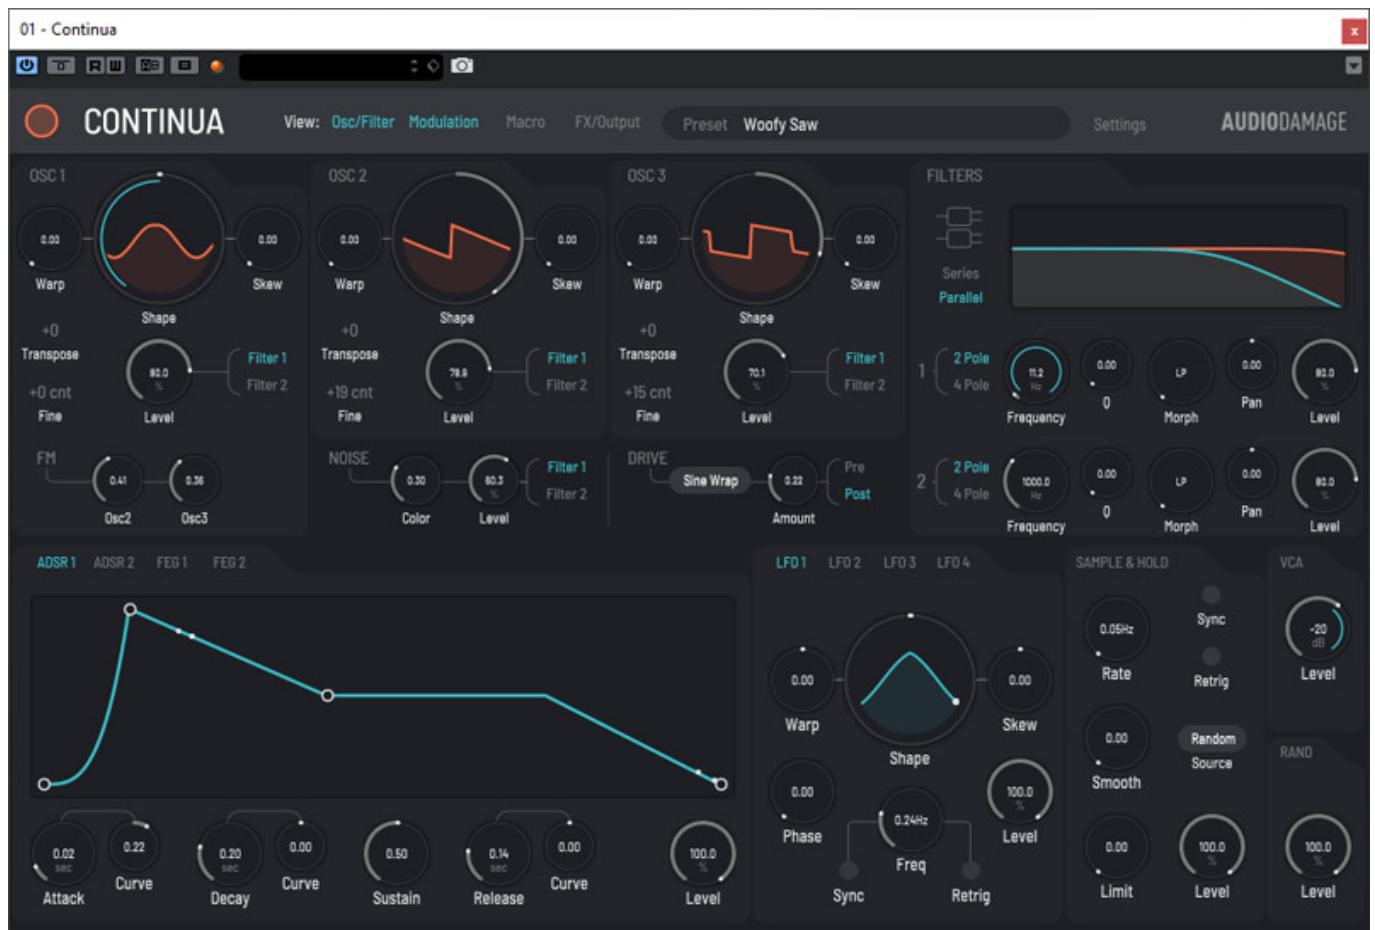 01 - Continua
x
R W
CONTINUA
View: Osc/Filter Modulation Macro FX/Output
Preset Woofy Saw
Settings
AUDIODAMAGE
OSC 1
0.00
Warp
Shape
0.00
Skew
+0
Transpose
+0 cnt
Fine
80.0
%
Level
Filter 1
Filter 2
OSC 2
0.00
Warp
Shape
0.00
Skew
+0
Transpose
+19 cnt
Fine
78.9
%
Level
Filter 1
Filter 2
OSC 3
0.00
Warp
Shape
0.00
Skew
+0
Transpose
+15 cnt
Fine
70.1
%
Level
Filter 1
Filter 2
FILTERS
Series
Parallel
1
2 Pole
4 Pole
11.2
Hz
Frequency
0.00
Q
LP
Morph
0.00
Pan
80.0
%
Level
2
2 Pole
4 Pole
1000.0
Hz
Frequency
0.00
Q
LP
Morph
0.00
Pan
80.0
%
Level
FM
0.41
Osc2
0.36
Osc3
NOISE
0.30
Color
60.3
%
Level
Filter 1
Filter 2
DRIVE
Sine Wrap
0.22
Amount
Pre
Post
ADSR 1 ADSR 2 FEG 1 FEG 2
0.02
sec
Attack
0.22
Curve
0.20
sec
Decay
0.00
Curve
0.50
Sustain
0.14
sec
Release
0.00
Curve
100.0
%
Level
LFO 1 LFO 2 LFO 3 LFO 4
0.00
Warp
Shape
0.00
Skew
0.00
Phase
0.24Hz
Freq
100.0
%
Level
Sync
Retrig
SAMPLE & HOLD
0.05Hz
Rate
Sync
Retrig
0.00
Smooth
Random
Source
0.00
Limit
100.0
%
Level
VCA
-20
dB
Level
RAND
100.0
%
Level